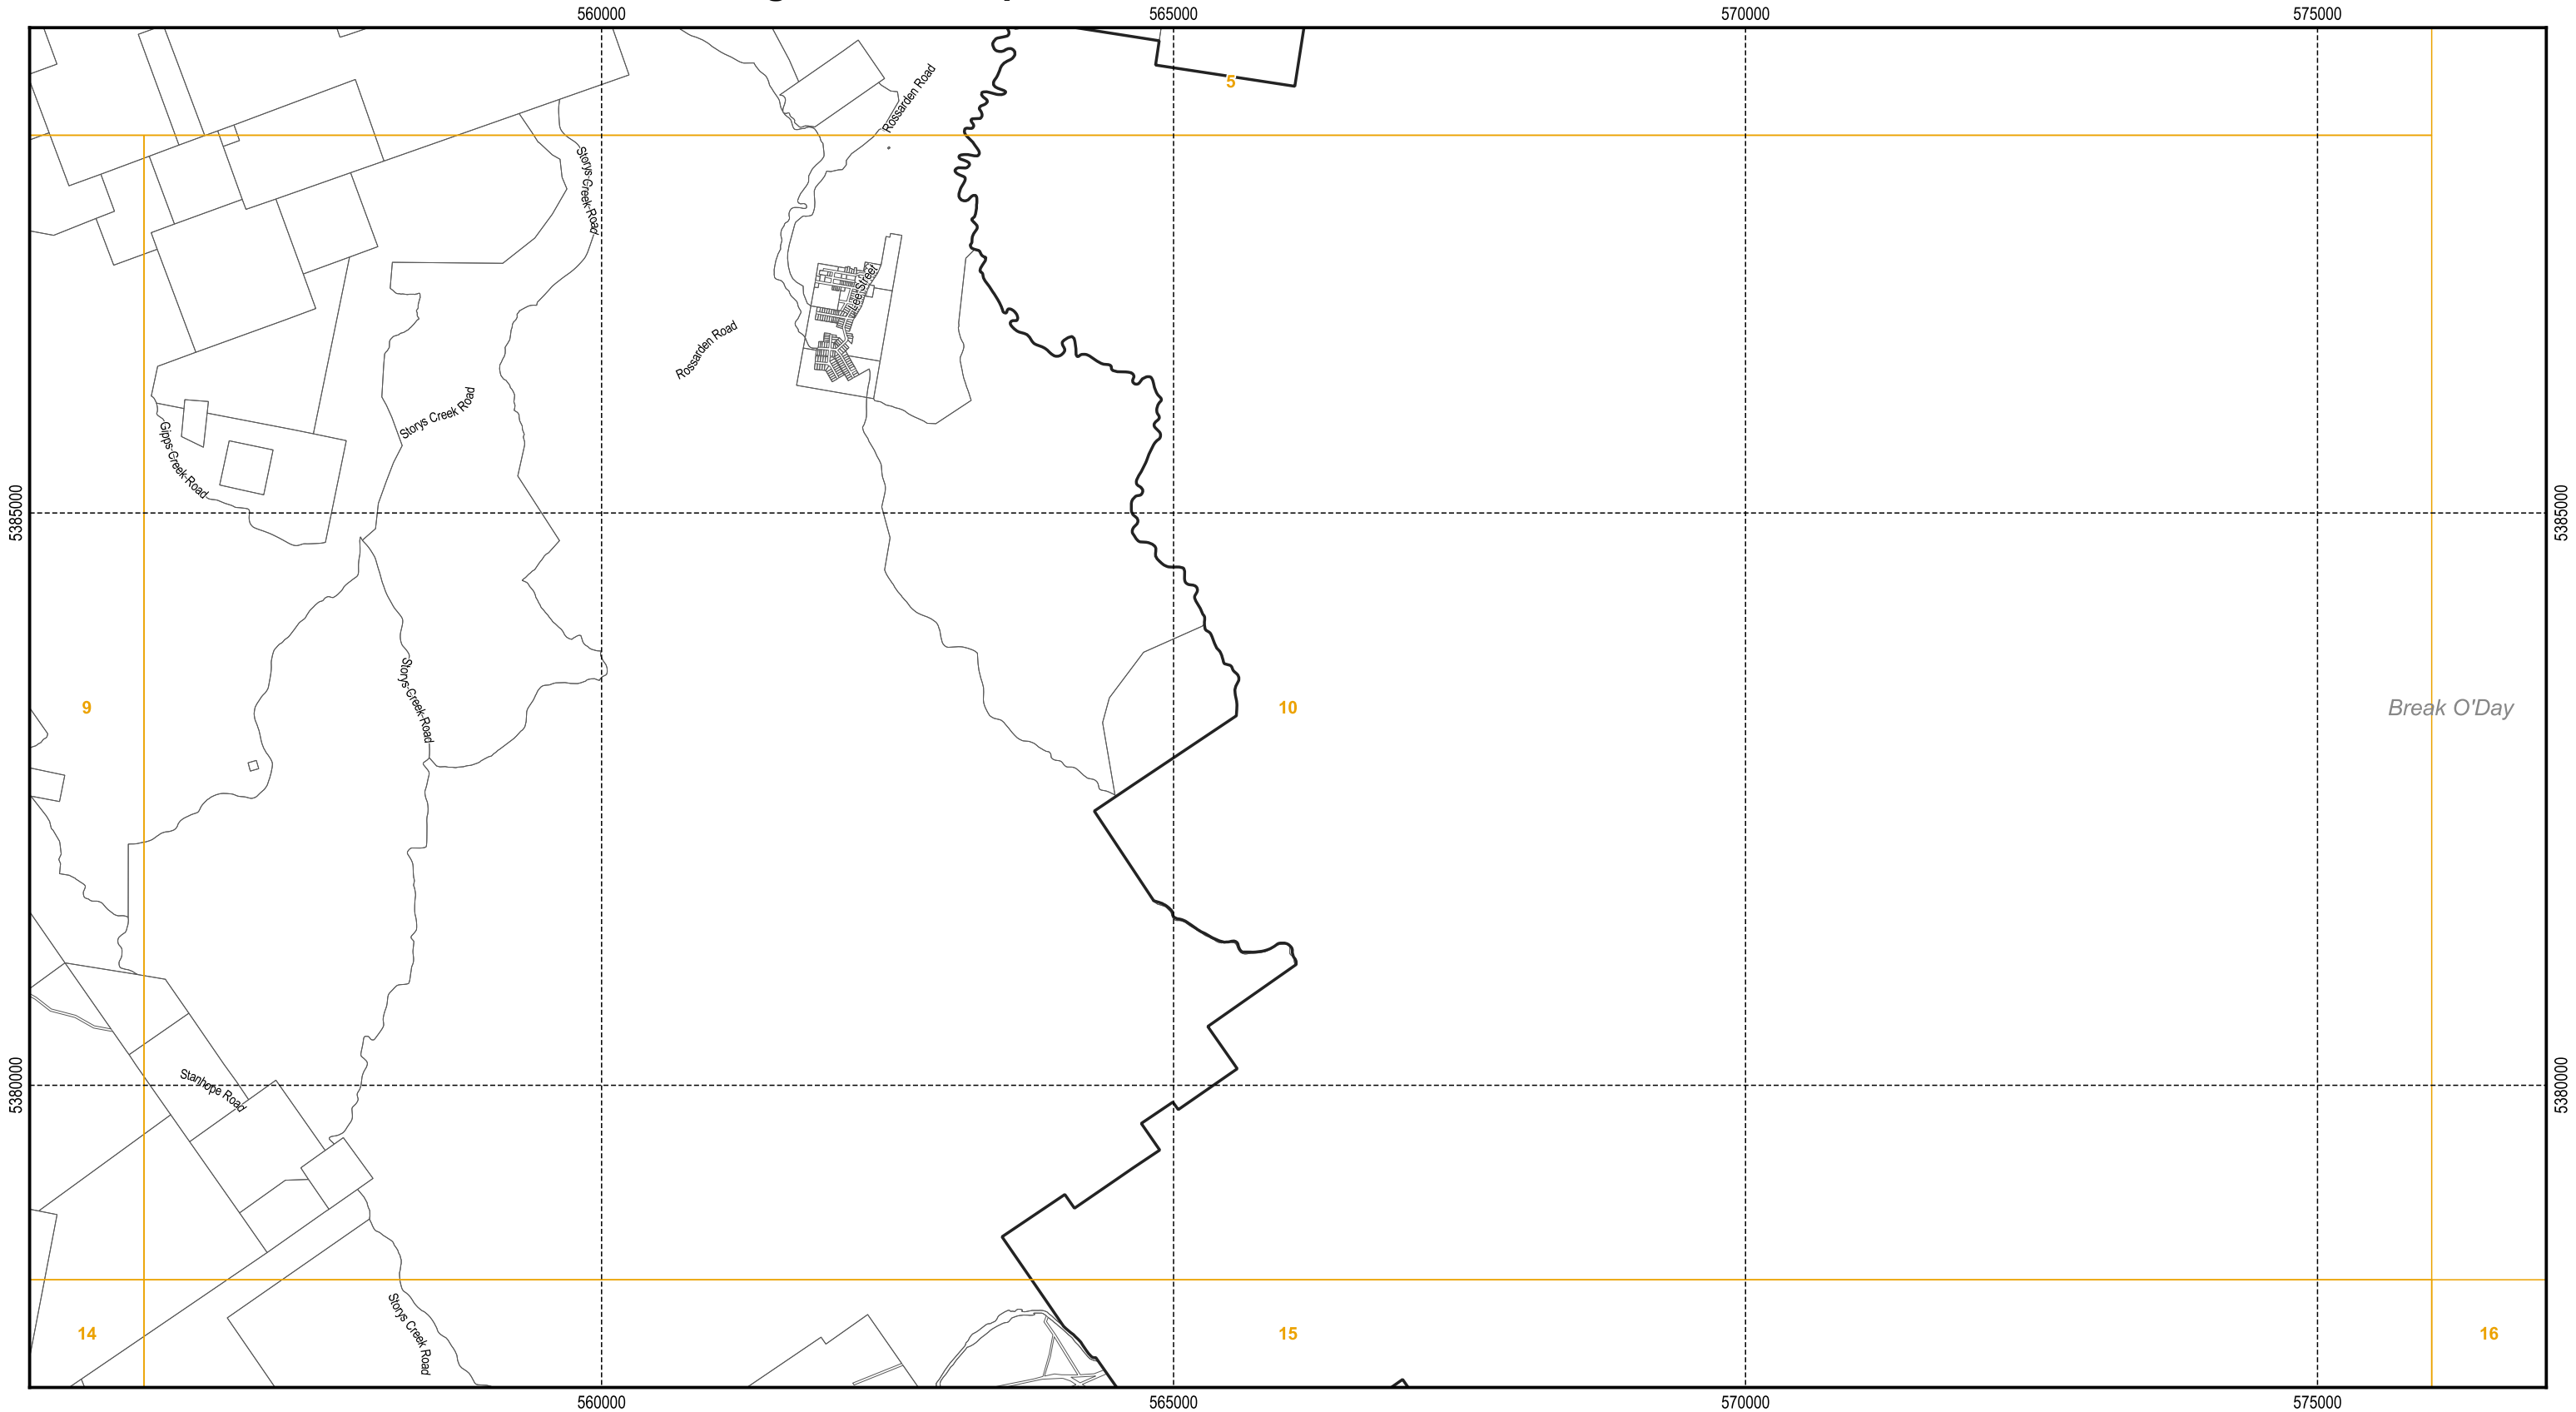 560000
565000
570000
575000
5
Rossarden Road
Storys Creek Road
Lee Street
Rossarden Road
Storys Creek Road
Gipps Creek Road
5385000
5385000
Storys Creek Road
9
10
Break O'Day
Stanhope Road
5380000
5380000
Storys Creek Road
14
15
16
560000
565000
570000
575000